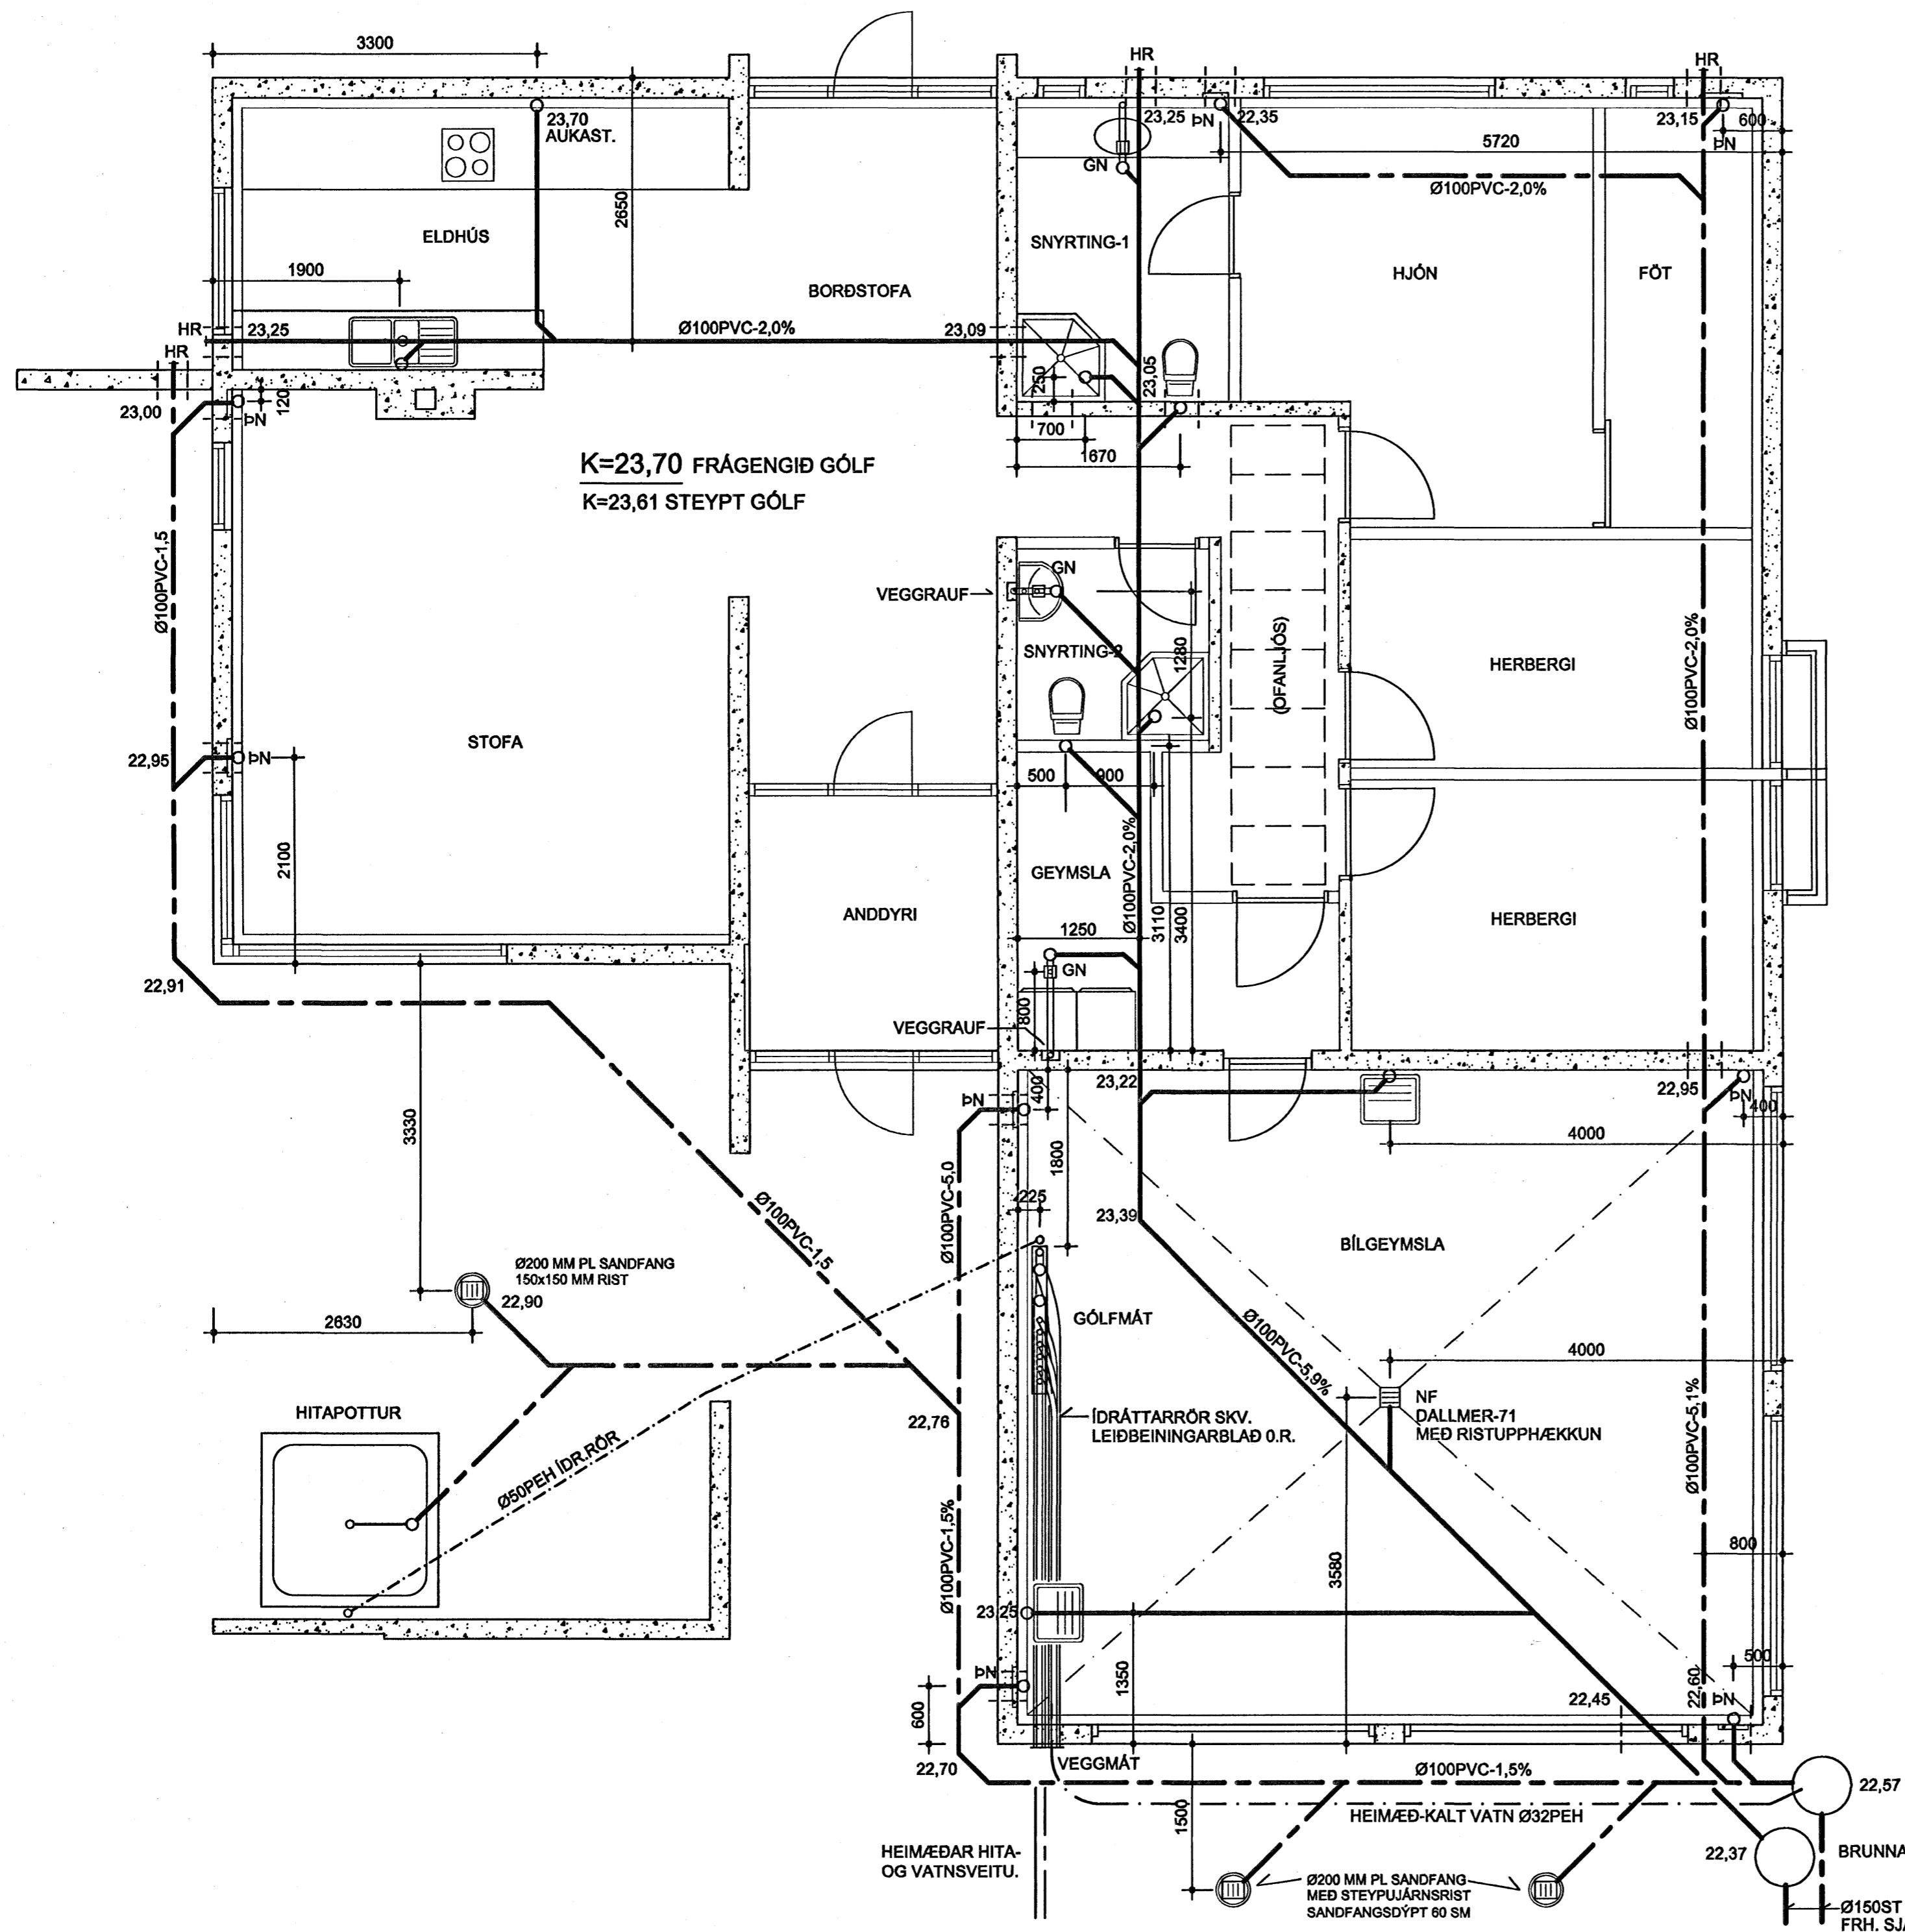 3300
HR
HR
23,70
AUKAST.
23,25
ÞN
22,35
23,15
600
ÞN
5720
GN
Ø100PVC-2,0%
2650
ELDHÚS
SNYRTING-1
HJÓN
FÖT
1900
BORÐSTOFA
HR
23,25
Ø100PVC-2,0%
23,09
HR
23,05
250
23,00
120
ÞN
700
1670
K=23,70 FRÁGENGIÐ GÓLF
K=23,61 STEYPT GÓLF
Ø100PVC-1,5
GN
VEGGRAUF
SNYRTING-2
1280
(OFANLJÓS)
HERBERGI
Ø100PVC-2,0%
STOFA
22,95
ÞN
500
900
2100
GEYMSLA
Ø100PVC-2,0%
ANDDYRI
HERBERGI
3110
3400
1250
GN
22,91
800
VEGGRAUF
23,22
22,95
400
ÞN
ÞN
400
3330
4000
1800
Ø100PVC-5,0
Ø100PVC-1,5
225
23,39
BÍLGEYMSLA
Ø200 MM PL SANDFANG
150x150 MM RIST
22,90
2630
GÓLFMÁT
Ø100PVC-5,9%
4000
NF
DALLMER-71
MEÐ RISTUPPHÆKKUN
HITAPOTTUR
22,76
ÍDRÁTTARRÖR SKV.
LEIÐBEININGARBLAÐ O.R.
Ø100PVC-5,1%
Ø50PEH ÍDR.RÖR
Ø100PVC-1,5%
800
3580
23,25
ÞN
500
1350
22,45
22,60
ÞN
600
22,70
VEGGMÁT
Ø100PVC-1,5%
22,57
HEIMÆÐ-KALT VATN Ø32PEH
1500
HEIMÆÐAR HITA-
OG VATNSVEITU.
22,37
BRUNNA
Ø200 MM PL SANDFANG
MEÐ STEYPUJÁRNSRIST
SANDFANGSDÝPT 60 SM
Ø150ST
FRH. SJÁ